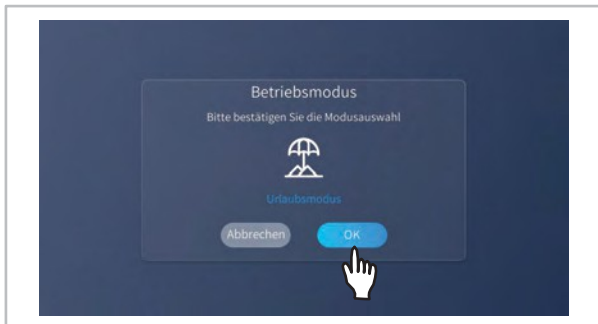 Betriebsmodus
Bitte bestätigen Sie die Modusauswahl
Urlaubsmodus
Abbrechen OK